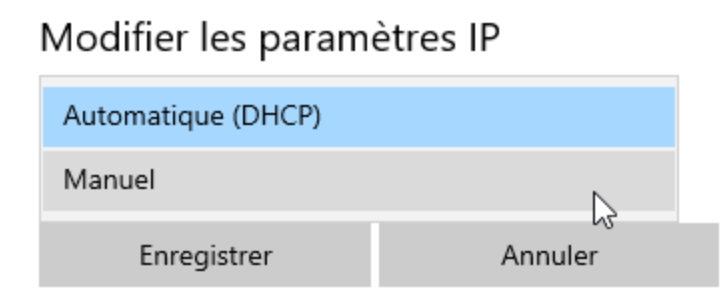 Modifier les paramètres IP
Automatique (DHCP)
Manuel
Enregistrer
Annuler